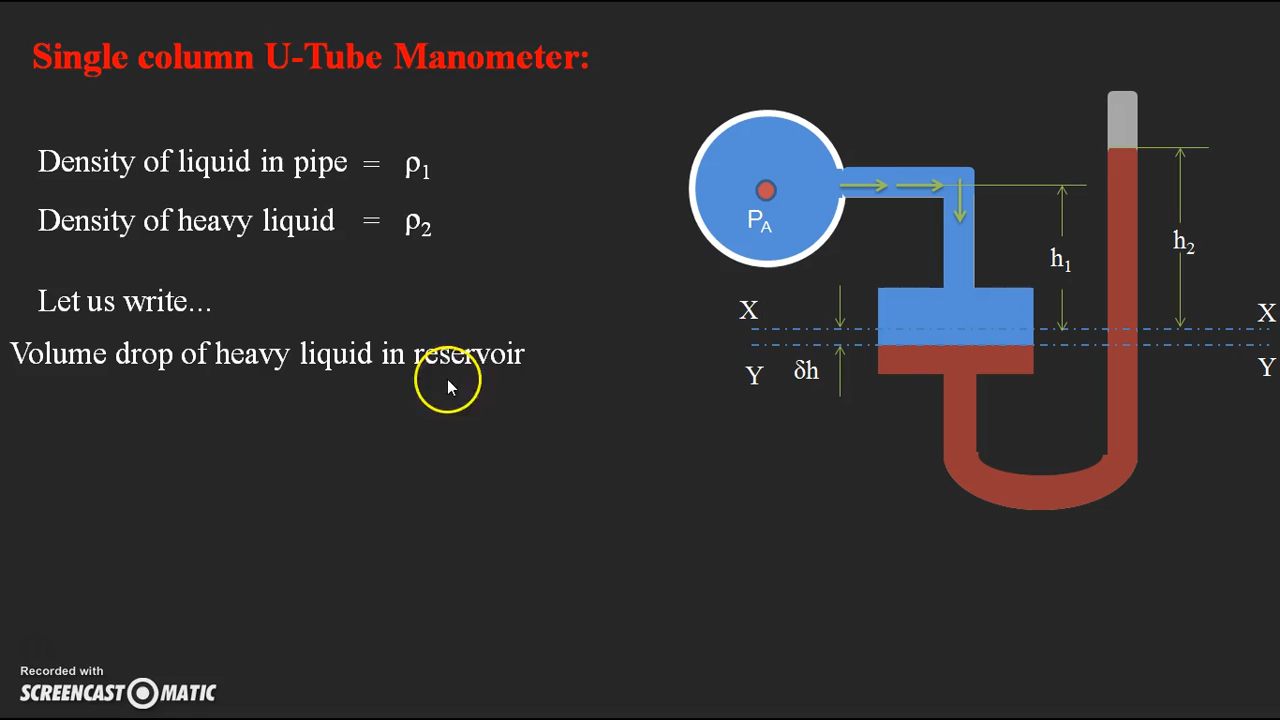 Single column U-Tube Manometer:
Density of liquid in pipe = ρ₁
Density of heavy liquid = ρ₂
Let us write...
Volume drop of heavy liquid in reservoir
P_A
h₁
h₂
X
X
Y
δh
Y
Recorded with
SCREENCAST MATIC